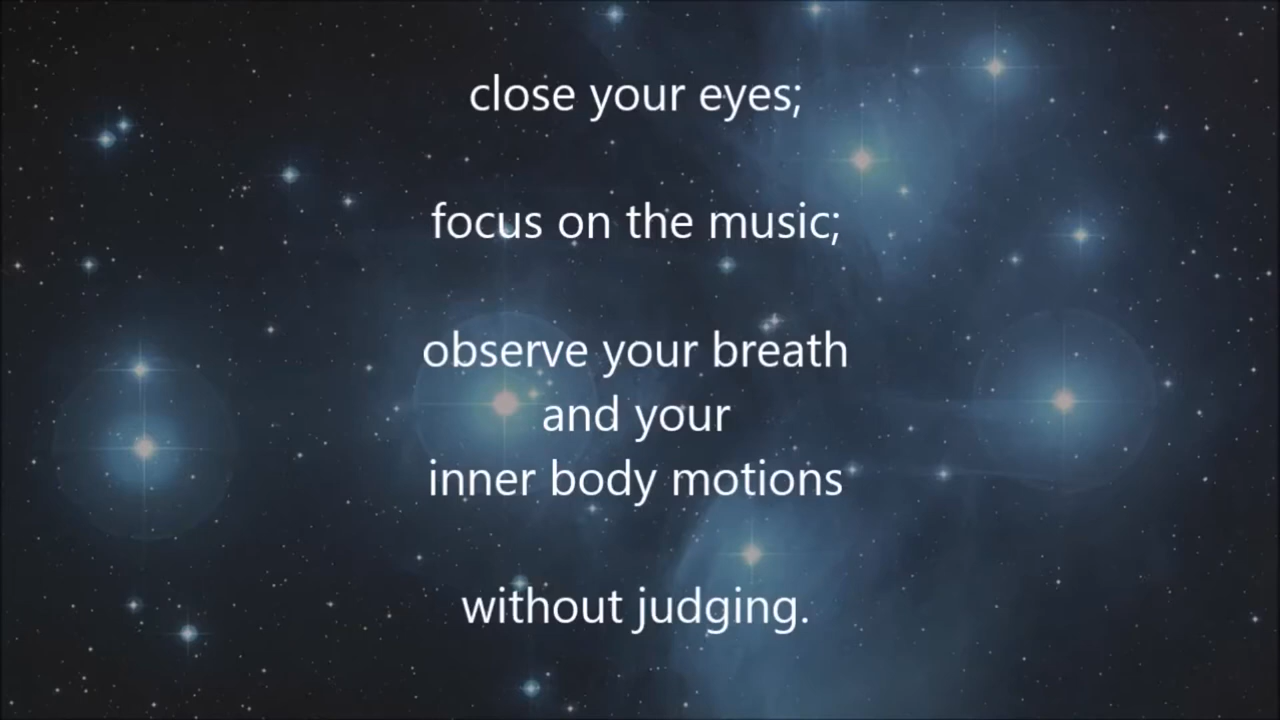 close your eyes;
focus on the music;
observe your breath
and your
inner body motions
without judging.